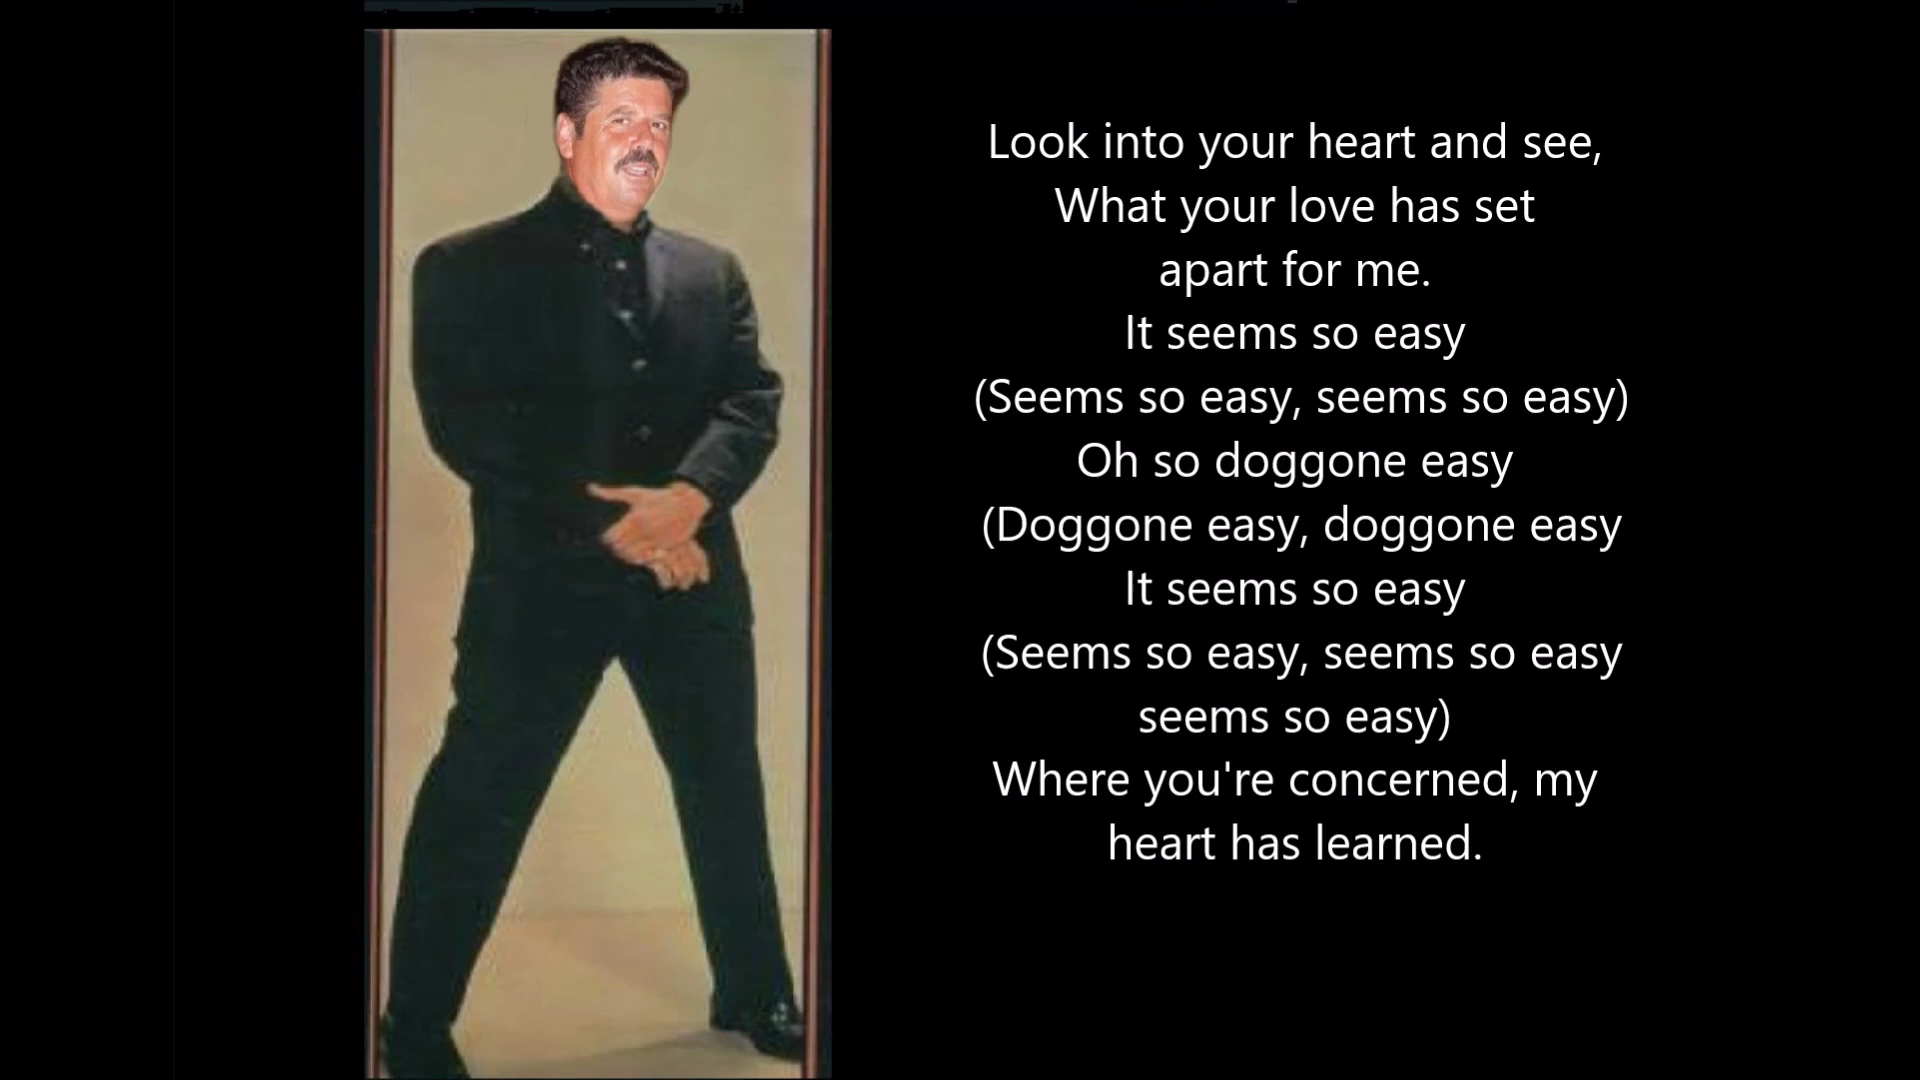 Look into your heart and see,
What your love has set
apart for me.
It seems so easy
(Seems so easy, seems so easy)
Oh so doggone easy
(Doggone easy, doggone easy
It seems so easy
(Seems so easy, seems so easy
seems so easy)
Where you're concerned, my
heart has learned.